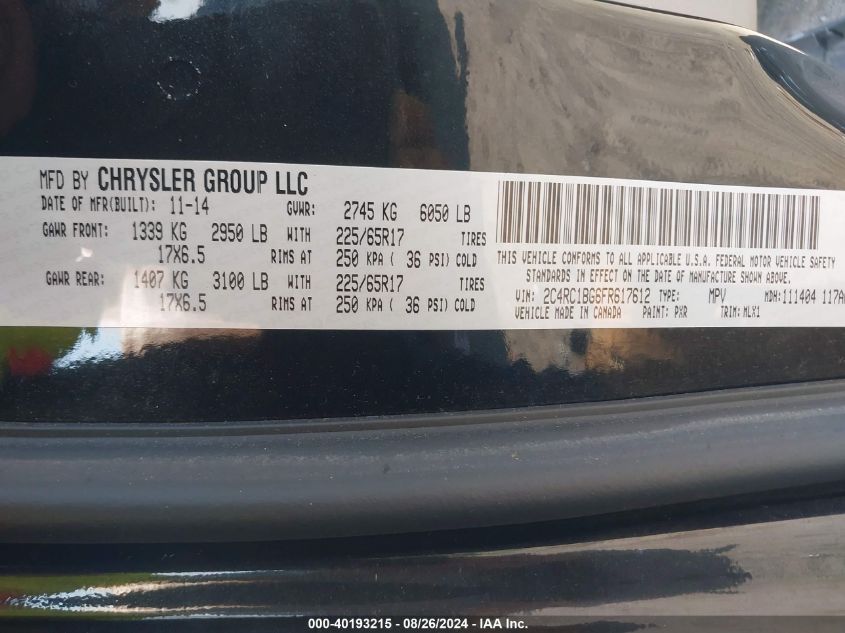 MFD BY CHRYSLER GROUP LLC
DATE OF MFR(BUILT): 11-14 GVWR: 2745 KG 6050 LB
GAWR FRONT: 1339 KG 2950 LB WITH 225/65R17 TIRES
17X6.5 RIMS AT 250 KPA ( 36 PSI) COLD
GAWR REAR: 1407 KG 3100 LB WITH 225/65R17 TIRES
17X6.5 RIMS AT 250 KPA ( 36 PSI) COLD
THIS VEHICLE CONFORMS TO ALL APPLICABLE U.S.A. FEDERAL MOTOR VEHICLE SAFETY
STANDARDS IN EFFECT ON THE DATE OF MANUFACTURE SHOWN ABOVE.
VIN: 2C4RC1BG6FR617612 TYPE: MPV MDH:111404
VEHICLE MADE IN CANADA PAINT: PXR TRIM: MLX1
000-40193215 - 08/26/2024 - IAA Inc.